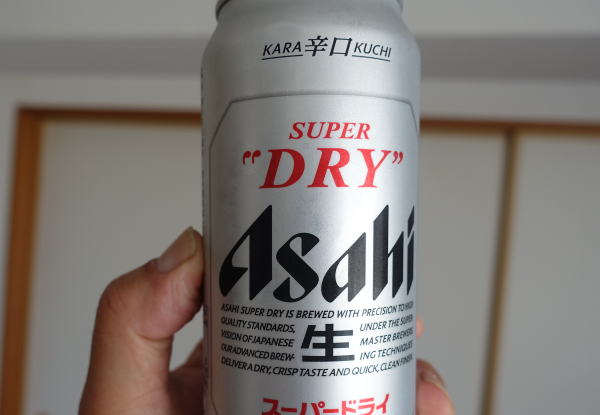 KARA 辛口 KUCHI
SUPER
"DRY"
Asahi
ASAHI SUPER DRY IS BREWED WITH PRECISION TO HIGH
QUALITY STANDARDS, UNDER THE SUPER
VISION OF JAPANESE MASTER BREWERS.
OUR ADVANCED BREW- 生 ING TECHNIQUES
DELIVER A DRY, CRISP TASTE AND QUICK, CLEAN FINISH.
スーパードライ